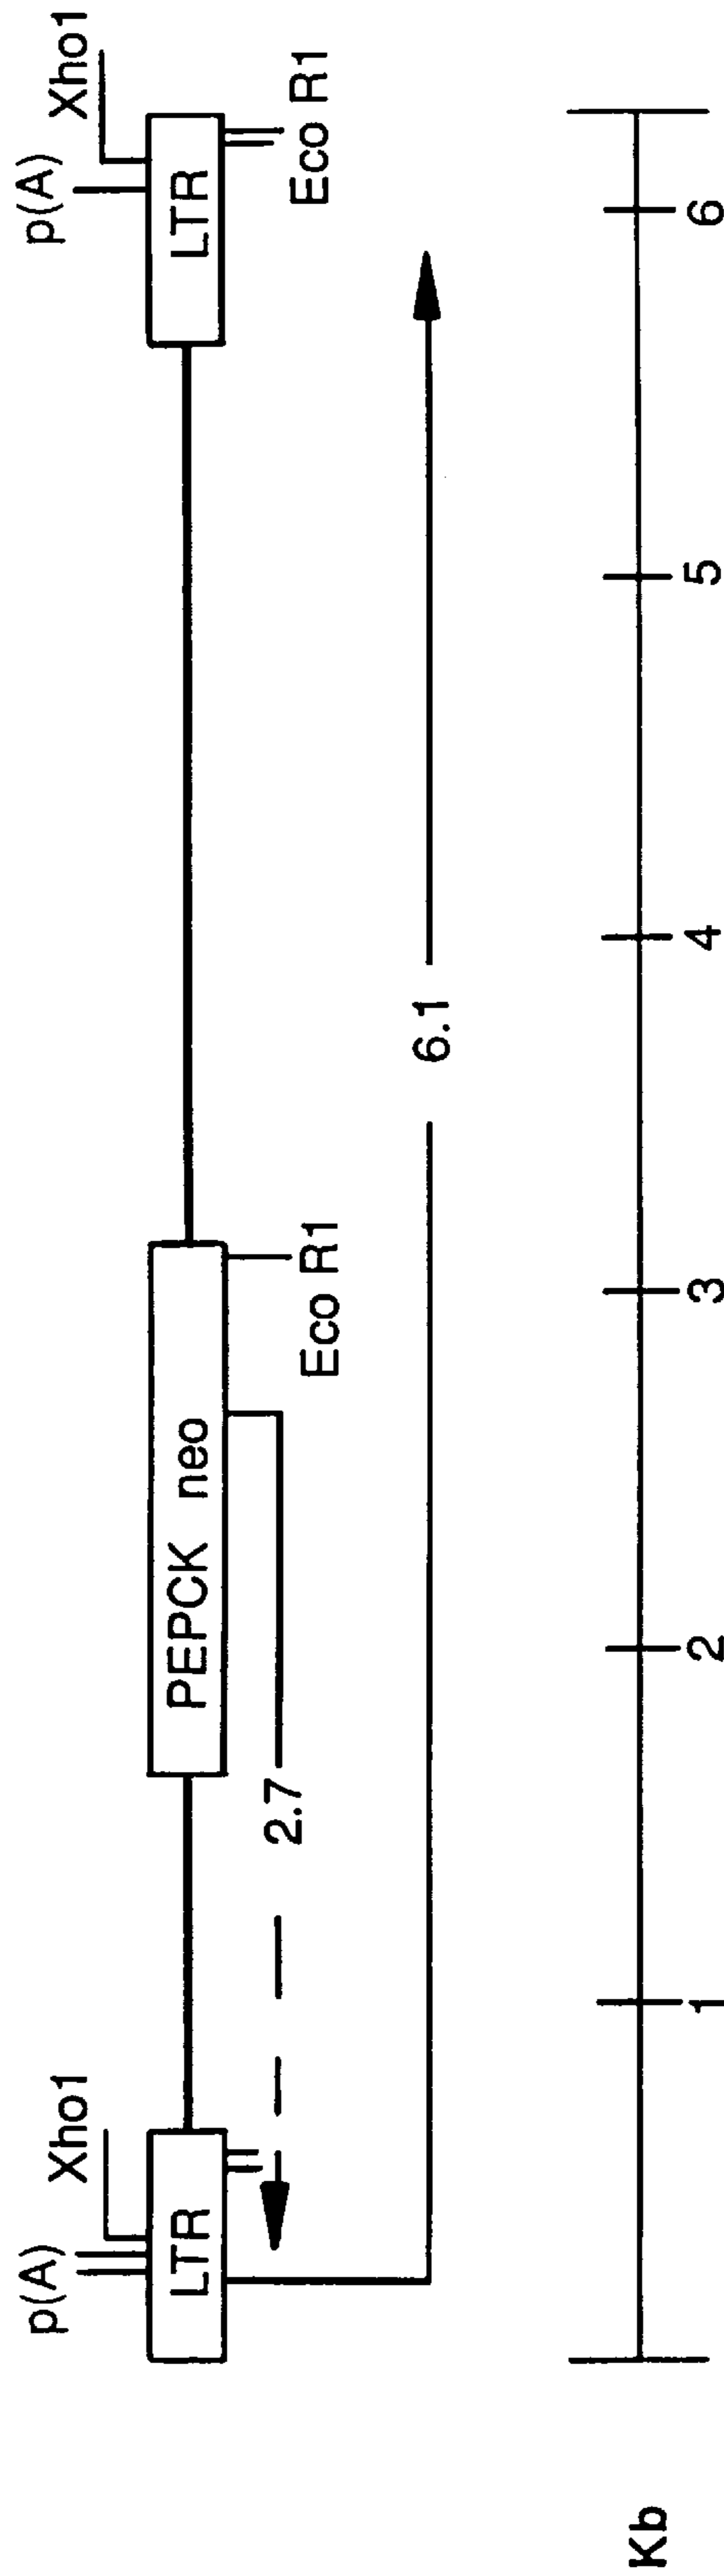 p(A)
Xho1
p(A)
Xho1
LTR
PEPCK neo
LTR
Eco R1
Eco R1
2.7
6.1
Kb
1
2
3
4
5
6